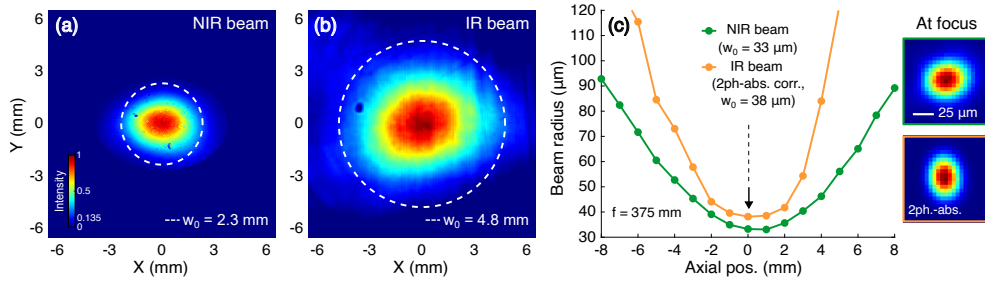 (a) NIR beam
6
3
0
-3
-6
Y (mm)
1
0.5
0.135
Intensity
w₀ = 2.3 mm
-6 -3 0 3 6
X (mm)
(b) IR beam
6
3
0
-3
-6
w₀ = 4.8 mm
-6 -3 0 3 6
X (mm)
(c)
120
110
100
90
80
70
60
50
40
30
Beam radius (µm)
NIR beam
(w₀ = 33 µm)
IR beam
(2ph-abs. corr.,
w₀ = 38 µm)
f = 375 mm
-8 -6 -4 -2 0 2 4 6 8
Axial pos. (mm)
At focus
25 µm
2ph.-abs.